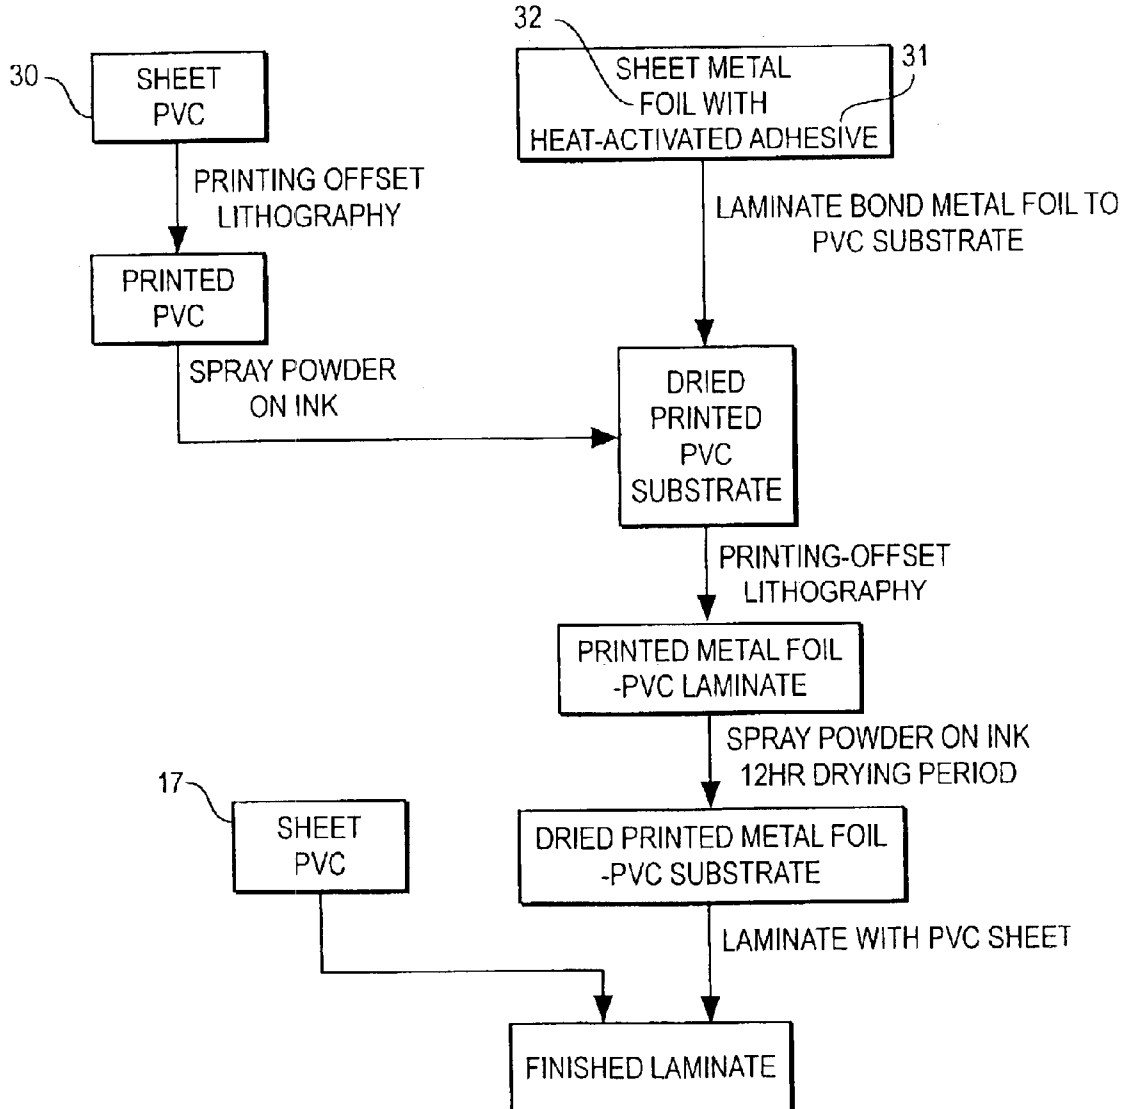 32
30
SHEET
PVC
SHEET METAL
FOIL WITH
HEAT-ACTIVATED ADHESIVE
31
PRINTING OFFSET
LITHOGRAPHY
LAMINATE BOND METAL FOIL TO
PVC SUBSTRATE
PRINTED
PVC
SPRAY POWDER
ON INK
DRIED
PRINTED
PVC
SUBSTRATE
PRINTING-OFFSET
LITHOGRAPHY
PRINTED METAL FOIL
-PVC LAMINATE
SPRAY POWDER ON INK
12HR DRYING PERIOD
17
SHEET
PVC
DRIED PRINTED METAL FOIL
-PVC SUBSTRATE
LAMINATE WITH PVC SHEET
FINISHED LAMINATE